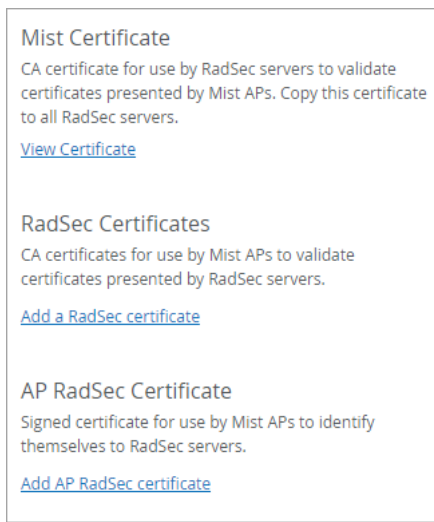 Mist Certificate
CA certificate for use by RadSec servers to validate
certificates presented by Mist APs. Copy this certificate
to all RadSec servers.
View Certificate
RadSec Certificates
CA certificates for use by Mist APs to validate
certificates presented by RadSec servers.
Add a RadSec certificate
AP RadSec Certificate
Signed certificate for use by Mist APs to identify
themselves to RadSec servers.
Add AP RadSec certificate